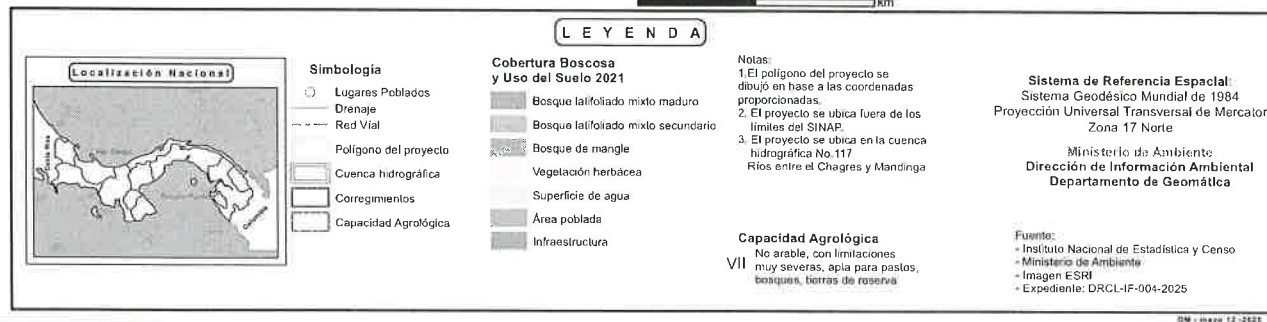 km
LEYENDA
Localización Nacional
Simbología
Lugares Poblados
Drenaje
Red Víal
Polígono del proyecto
Cuenca hidrográfica
Corregimientos
Capacidad Agrológica
Cobertura Boscosa
y Uso del Suelo 2021
Bosque latifoliado mixto maduro
Bosque latifoliado mixto secundario
Bosque de mangle
Vegetación herbácea
Superficie de agua
Área poblada
Infraestructura
Notas:
1.El polígono del proyecto se
dibujó en base a las coordenadas
proporcionadas.
2. El proyecto se ubica fuera de los
límites del SINAP.
3. El proyecto se ubica en la cuenca
hidrográfica No.117
Ríos entre el Chagres y Mandinga
Capacidad Agrológica
VII No arable, con limitaciones
muy severas, apta para pastos,
bosques, tierras de reserva
Sistema de Referencia Espacial:
Sistema Geodésico Mundial de 1984
Proyección Universal Transversal de Mercator
Zona 17 Norte
Ministerio de Ambiente
Dirección de Información Ambiental
Departamento de Geomática
Fuente:
- Instituto Nacional de Estadística y Censo
- Ministerio de Ambiente
- Imagen ESRI
- Expediente: DRCL-IF-004-2025